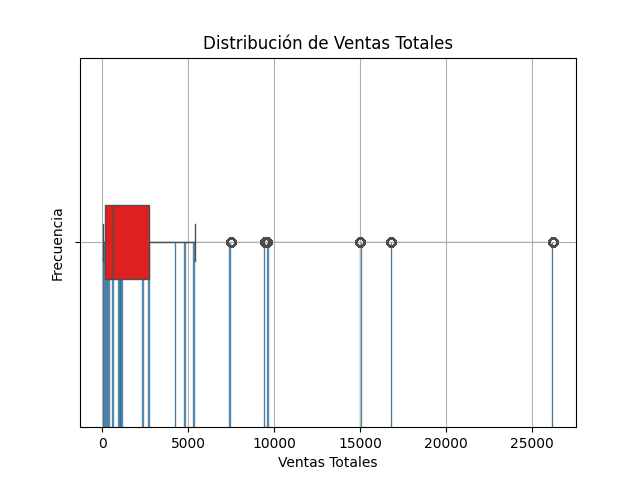 Distribución de Ventas Totales
Frecuencia
0 5000 10000 15000 20000 25000
Ventas Totales